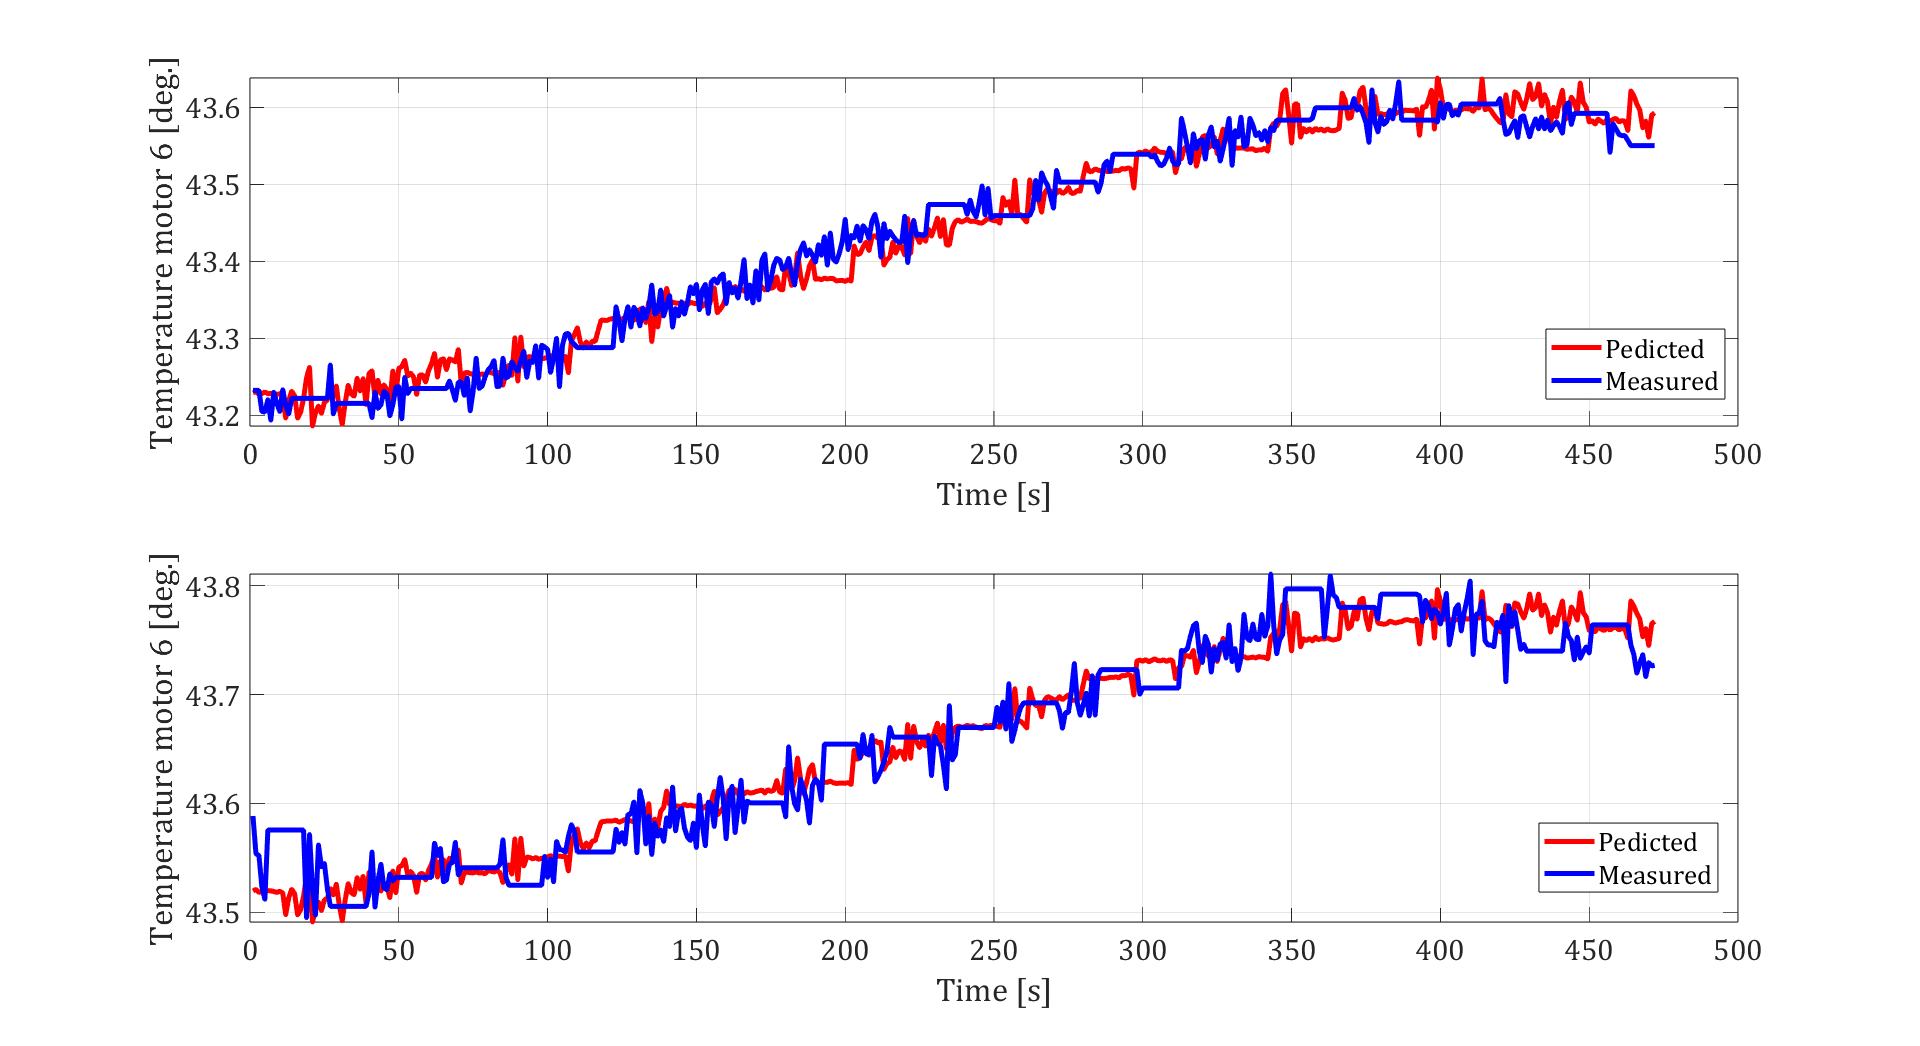 Temperature motor 6 [deg.]
43.6
43.5
43.4
43.3
43.2
0 50 100 150 200 250 300 350 400 450 500
Time [s]
Pedicted
Measured
Temperature motor 6 [deg.]
43.8
43.7
43.6
43.5
0 50 100 150 200 250 300 350 400 450 500
Time [s]
Pedicted
Measured